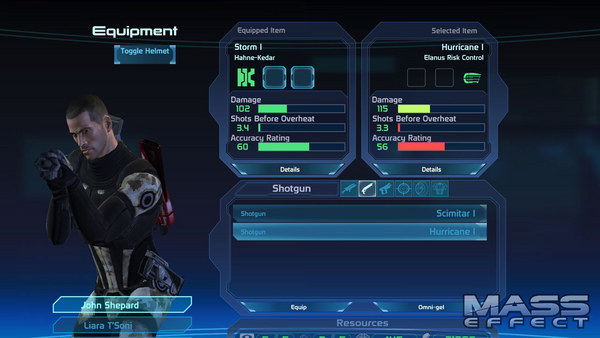 Equipment
Toggle Helmet
Equipped Item
Storm I
Hahne-Kedar
Damage
102
Shots Before Overheat
3.4
Accuracy Rating
60
Details
Selected Item
Hurricane I
Elanus Risk Control
Damage
115
Shots Before Overheat
3.3
Accuracy Rating
56
Details
Shotgun
Shotgun Scimitar I
Shotgun Hurricane I
Equip Omni-gel
John Shepard
Liara T'Soni
Resources
MASS
EFFECT